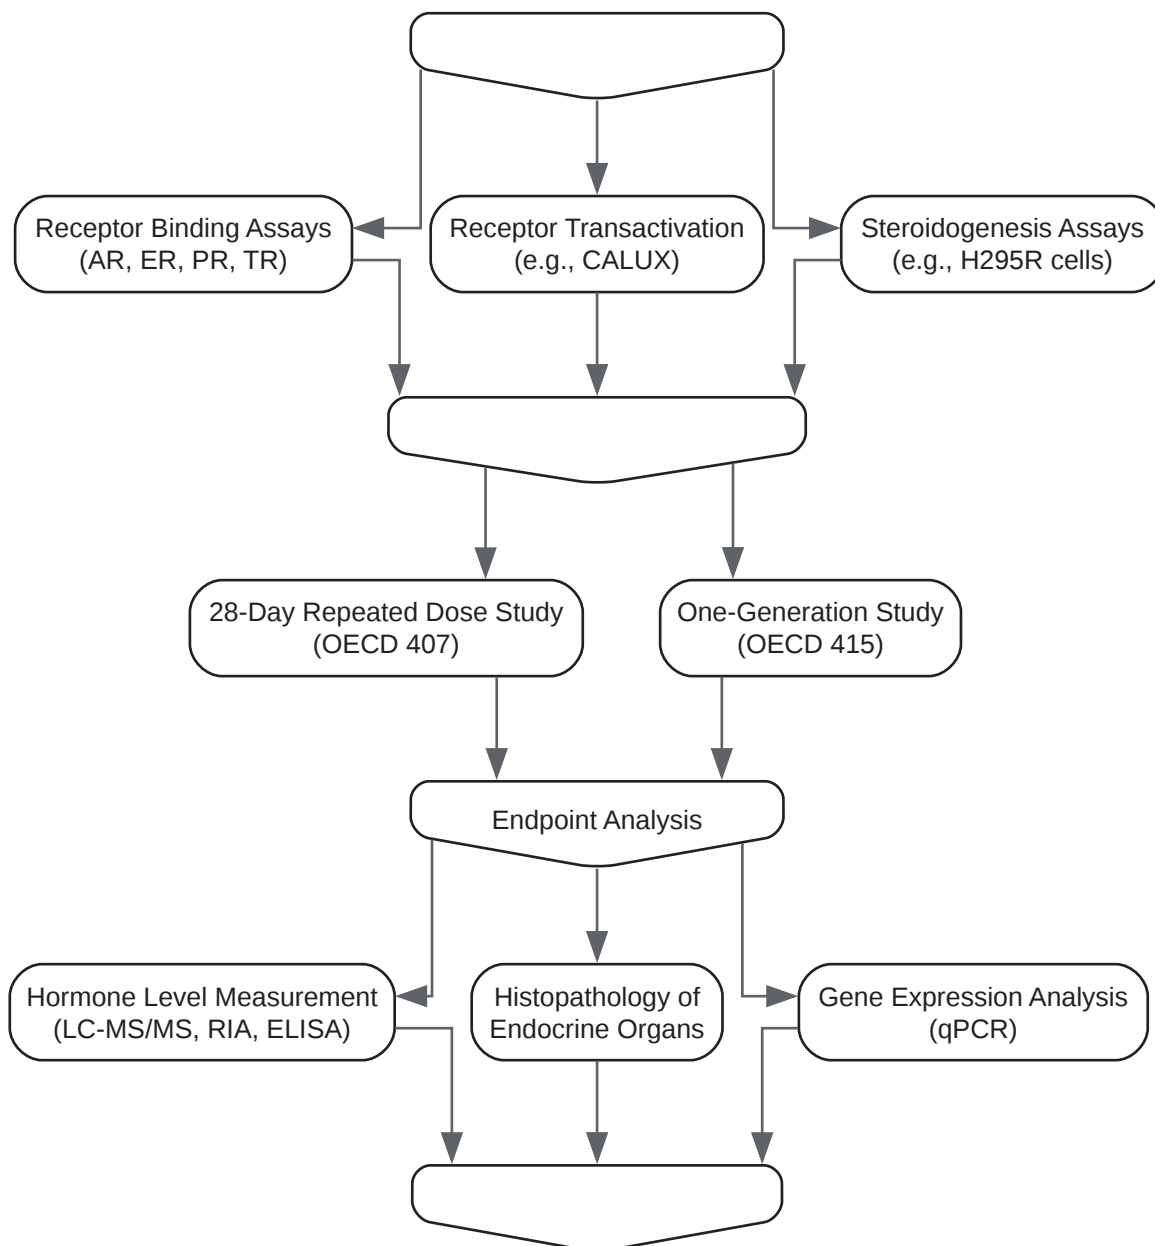 Receptor Binding Assays
(AR, ER, PR, TR)
Receptor Transactivation
(e.g., CALUX)
Steroidogenesis Assays
(e.g., H295R cells)
28-Day Repeated Dose Study
(OECD 407)
One-Generation Study
(OECD 415)
Endpoint Analysis
Hormone Level Measurement
(LC-MS/MS, RIA, ELISA)
Histopathology of
Endocrine Organs
Gene Expression Analysis
(qPCR)